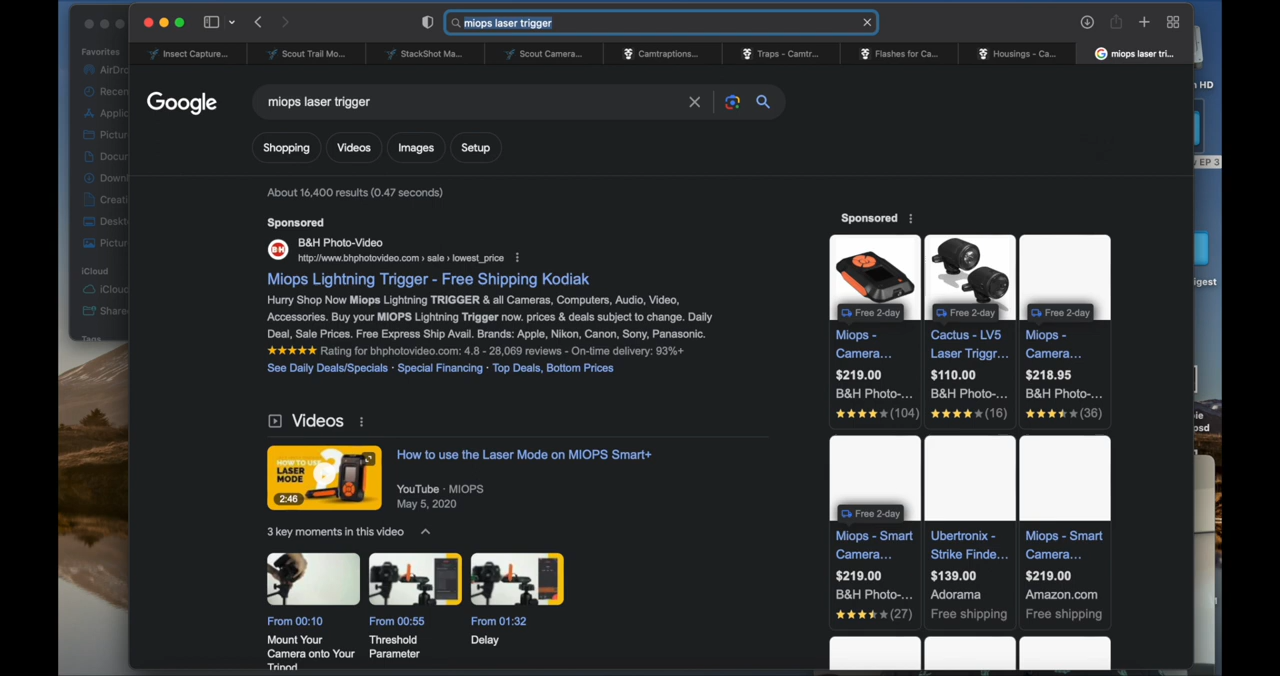 miops laser trigger
Favorites
AirDro
Recen
Applic
Pictur
Docur
Downl
Creati
Deskt
Pictur
iCloud
iClou
Share
Tags
Insect Capture...
Scout Trail Mo...
StackShot Ma...
Scout Camera...
Camtraptions...
Traps - Camtr...
Flashes for Ca...
Housings - Ca...
miops laser tri...
Google
miops laser trigger
Shopping
Videos
Images
Setup
About 16,400 results (0.47 seconds)
Sponsored
B&H Photo-Video
http://www.bhphotovideo.com › sale › lowest_price
Miops Lightning Trigger - Free Shipping Kodiak
Hurry Shop Now Miops Lightning TRIGGER & all Cameras, Computers, Audio, Video,
Accessories. Buy your MIOPS Lightning Trigger now. prices & deals subject to change. Daily
Deal, Sale Prices. Free Express Ship Avail. Brands: Apple, Nikon, Canon, Sony, Panasonic.
★★★★★ Rating for bhphotovideo.com: 4.8 - 28,069 reviews - On-time delivery: 93%+
See Daily Deals/Specials · Special Financing · Top Deals, Bottom Prices
Videos
HOW TO USE
LASER
MODE
2:46
How to use the Laser Mode on MIOPS Smart+
YouTube · MIOPS
May 5, 2020
3 key moments in this video
From 00:10
Mount Your
Camera onto Your
Tripod
From 00:55
Threshold
Parameter
From 01:32
Delay
Sponsored
Free 2-day
Miops -
Camera...
$219.00
B&H Photo-...
(104)
Free 2-day
Cactus - LV5
Laser Triggr...
$110.00
B&H Photo-...
(16)
Free 2-day
Miops -
Camera...
$218.95
B&H Photo-...
(36)
Free 2-day
Miops - Smart
Camera...
$219.00
B&H Photo-...
(27)
Ubertronix -
Strike Finde...
$139.00
Adorama
Free shipping
Miops - Smart
Camera...
$219.00
Amazon.com
Free shipping
HD
EP 3
igest
psd